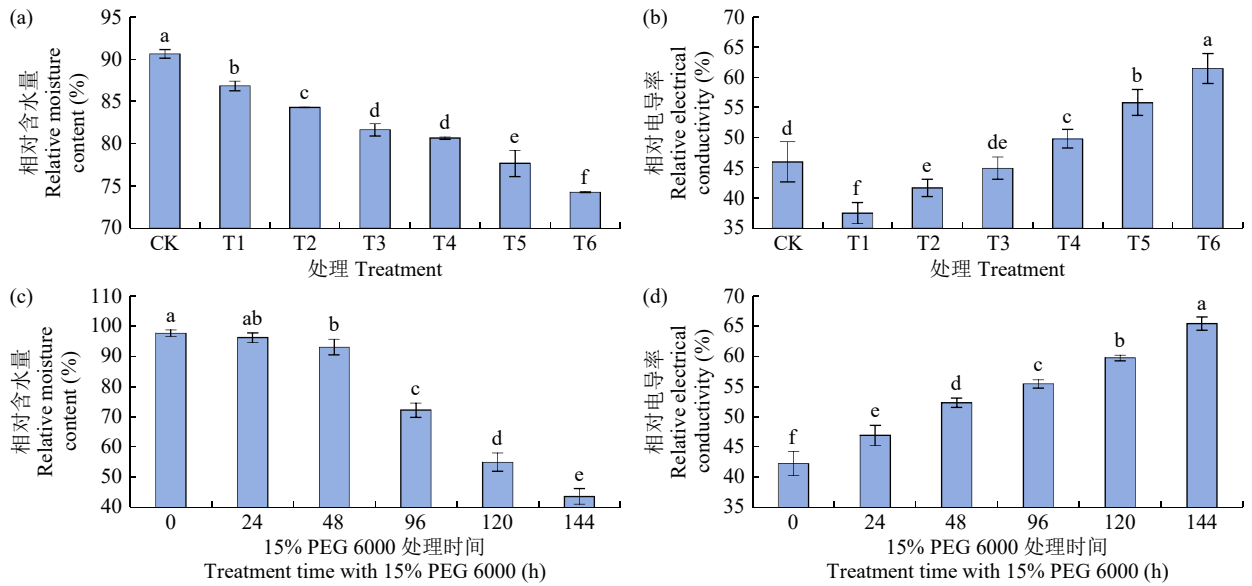 (a)
相对含水量
Relative moisture
content (%)
95
90
85
80
75
70
a
b
c
d
d
e
f
CK T1 T2 T3 T4 T5 T6
处理 Treatment
(b)
相对电导率
Relative electrical
conductivity (%)
70
65
60
55
50
45
40
35
d
f
e
de
c
b
a
CK T1 T2 T3 T4 T5 T6
处理 Treatment
(c)
相对含水量
Relative moisture
content (%)
110
100
90
80
70
60
50
40
a
ab
b
c
d
e
0 24 48 96 120 144
15% PEG 6000 处理时间
Treatment time with 15% PEG 6000 (h)
(d)
相对电导率
Relative electrical
conductivity (%)
70
65
60
55
50
45
40
35
f
e
d
c
b
a
0 24 48 96 120 144
15% PEG 6000 处理时间
Treatment time with 15% PEG 6000 (h)